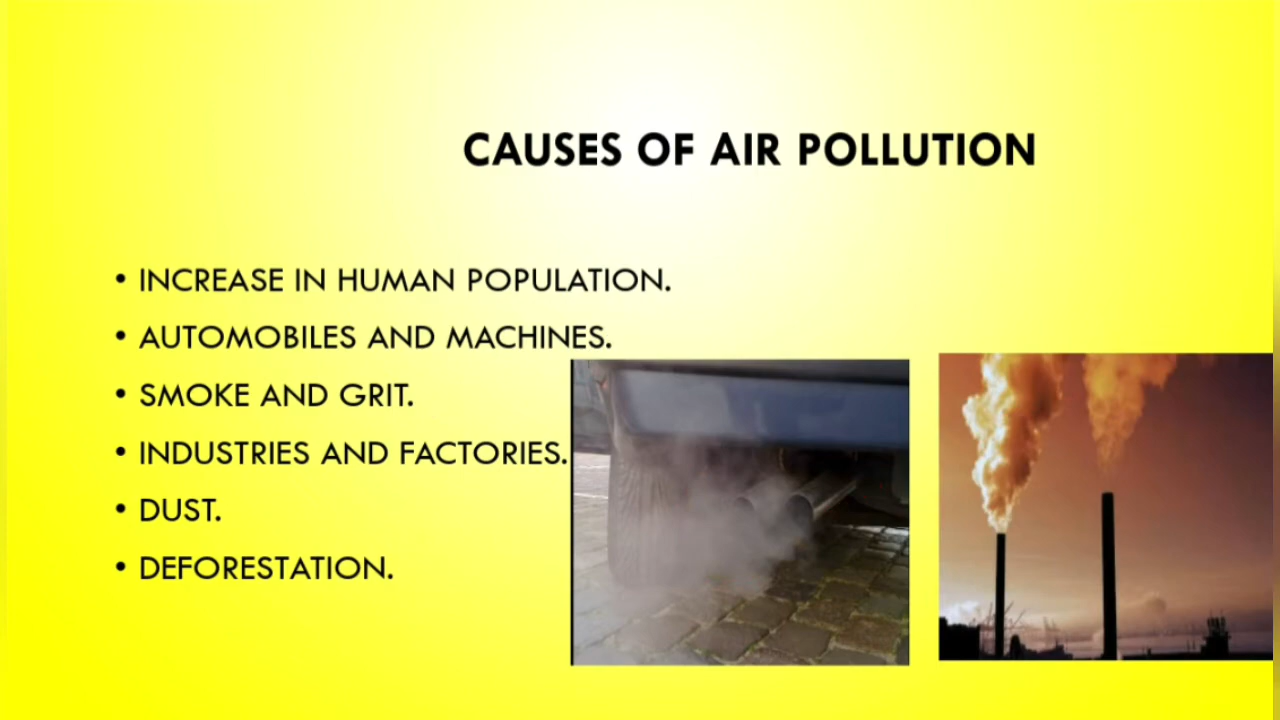 CAUSES OF AIR POLLUTION
• INCREASE IN HUMAN POPULATION.
• AUTOMOBILES AND MACHINES.
• SMOKE AND GRIT.
• INDUSTRIES AND FACTORIES.
• DUST.
• DEFORESTATION.